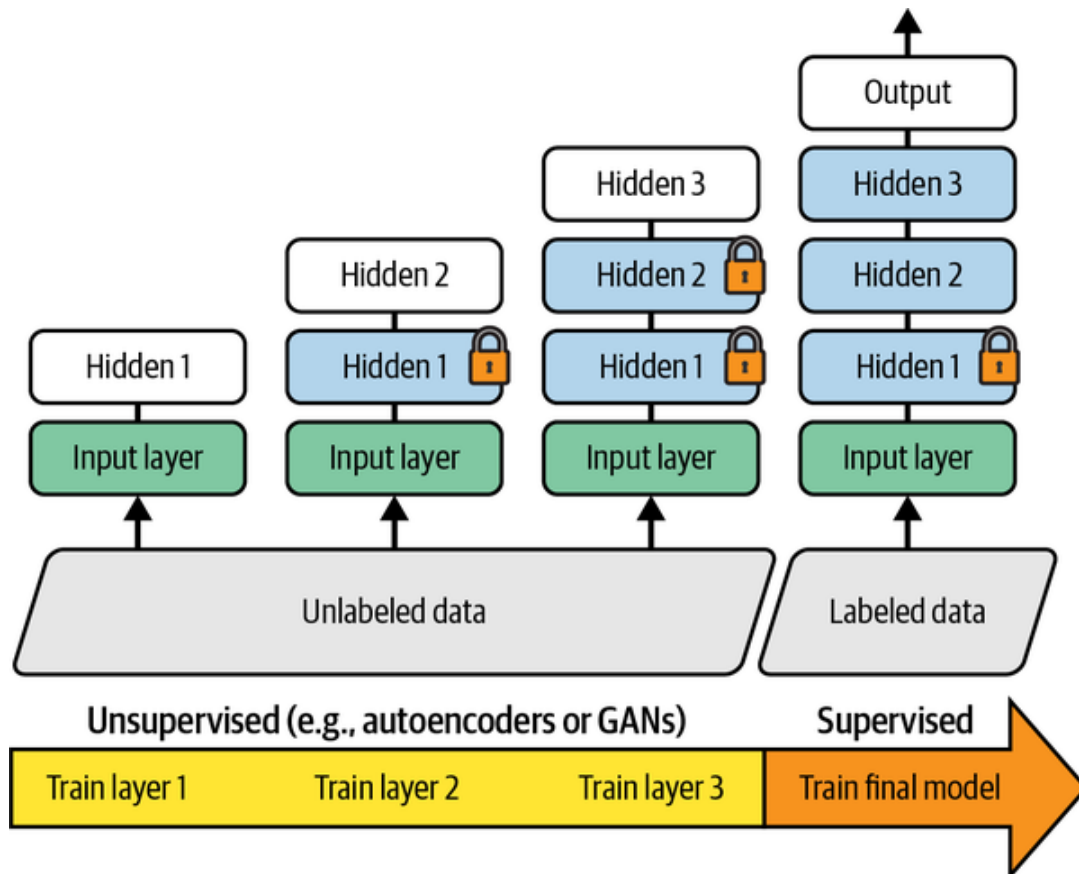 Output
Hidden 3
Hidden 3
Hidden 2
Hidden 2
Hidden 2
Hidden 1
Hidden 1
Hidden 1
Hidden 1
Input layer
Input layer
Input layer
Input layer
Unlabeled data
Labeled data
Unsupervised (e.g., autoencoders or GANs)
Supervised
Train layer 1
Train layer 2
Train layer 3
Train final model